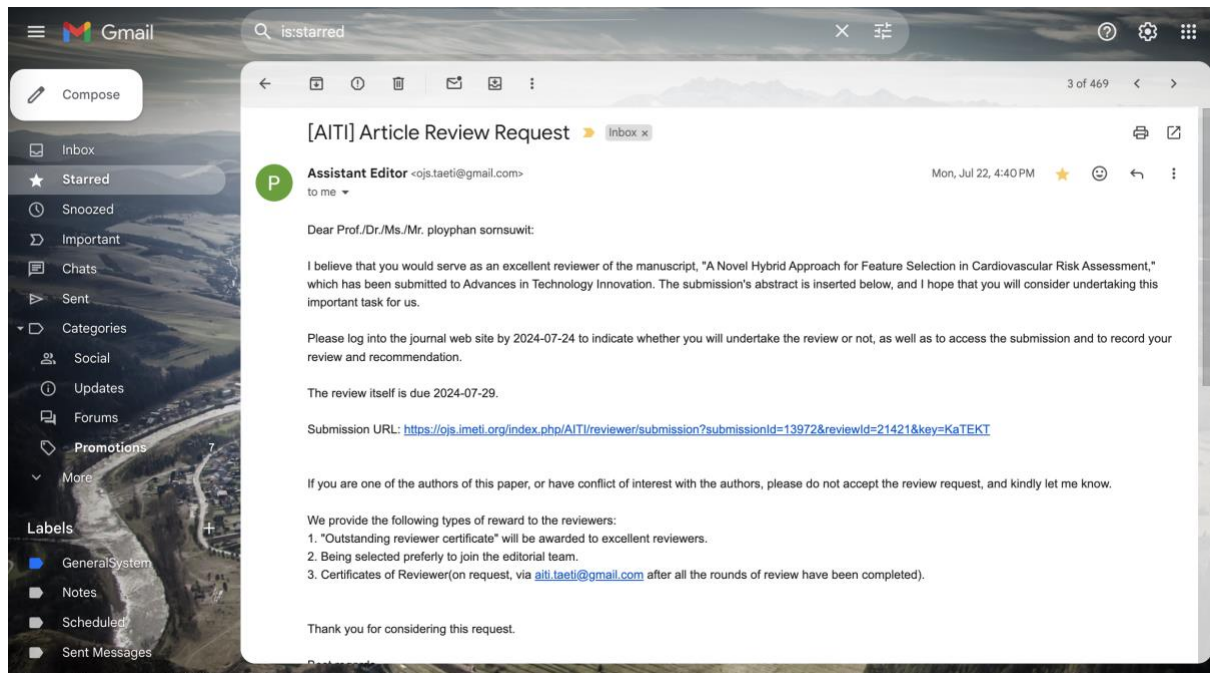 Gmail
is:starred
Compose
3 of 469
Inbox
Starred
Snoozed
Important
Chats
Sent
Categories
Social
Updates
Forums
Promotions 7
More
Labels +
GeneralSystem
Notes
Scheduled
Sent Messages
[AITI] Article Review Request Inbox x
Assistant Editor <ojs.taeti@gmail.com> Mon, Jul 22, 4:40 PM
to me
P
Dear Prof./Dr./Ms./Mr. ployphan sornsuwit:
I believe that you would serve as an excellent reviewer of the manuscript, "A Novel Hybrid Approach for Feature Selection in Cardiovascular Risk Assessment,"
which has been submitted to Advances in Technology Innovation. The submission's abstract is inserted below, and I hope that you will consider undertaking this
important task for us.
Please log into the journal web site by 2024-07-24 to indicate whether you will undertake the review or not, as well as to access the submission and to record your
review and recommendation.
The review itself is due 2024-07-29.
Submission URL: https://ojs.imeti.org/index.php/AITI/reviewer/submission?submissionId=13972&reviewId=21421&key=KaTEKT
If you are one of the authors of this paper, or have conflict of interest with the authors, please do not accept the review request, and kindly let me know.
We provide the following types of reward to the reviewers:
1. "Outstanding reviewer certificate" will be awarded to excellent reviewers.
2. Being selected preferly to join the editorial team.
3. Certificates of Reviewer(on request, via aiti.taeti@gmail.com after all the rounds of review have been completed).
Thank you for considering this request.